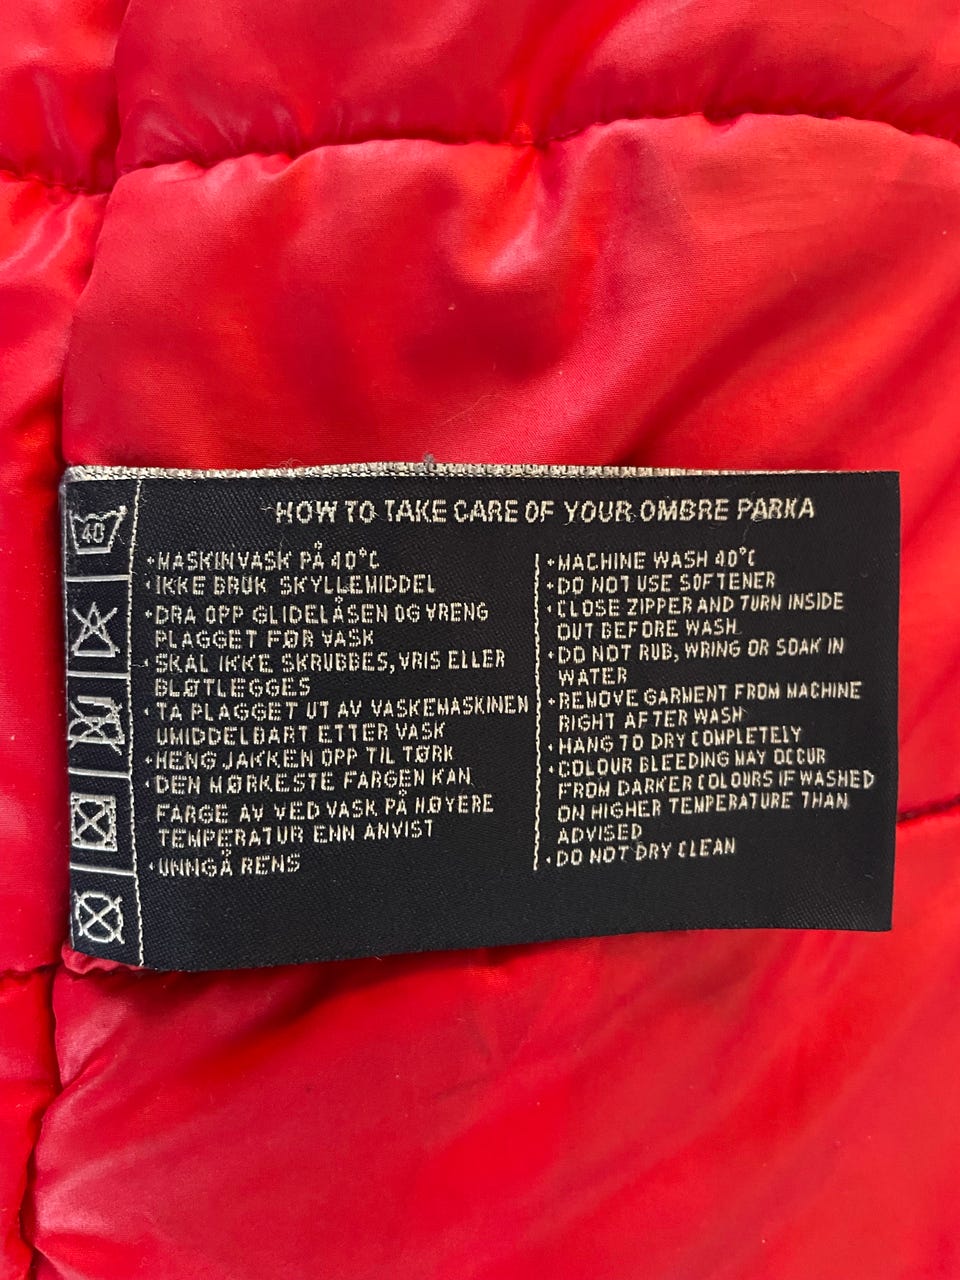 HOW TO TAKE CARE OF YOUR OMBRE PARKA
40
•MASKINVASK PÅ 40°C
•IKKE BRUK SKYLLEMIDDEL
•DRA OPP GLIDELÅSEN OG VRENG
PLAGGET FØR VASK
•SKAL IKKE SKRUBBES, VRIS ELLER
BLØTLEGGES
•TA PLAGGET UT AV VASKEMASKINEN
UMIDDELBART ETTER VASK
•HENG JAKKEN OPP TIL TØRK
•DEN MØRKESTE FARGEN KAN
FARGE AV VED VASK PÅ HØYERE
TEMPERATUR ENN ANVIST
•UNNGÅ RENS
•MACHINE WASH 40°C
•DO NOT USE SOFTENER
•CLOSE ZIPPER AND TURN INSIDE
OUT BEFORE WASH
•DO NOT RUB, WRING OR SOAK IN
WATER
•REMOVE GARMENT FROM MACHINE
RIGHT AFTER WASH
•HANG TO DRY COMPLETELY
•COLOUR BLEEDING MAY OCCUR
FROM DARKER COLOURS IF WASHED
ON HIGHER TEMPERATURE THAN
ADVISED
•DO NOT DRY CLEAN